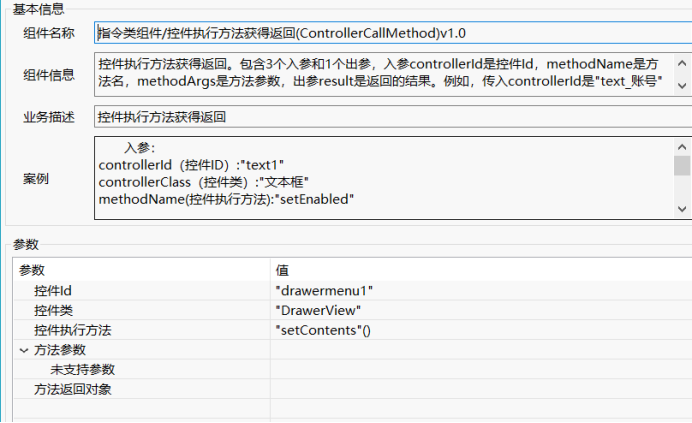 基本信息
组件名称 指令类组件/控件执行方法获得返回(ControllerCallMethod)v1.0
组件信息 控件执行方法获得返回。包含3个入参和1个出参，入参controllerId是控件Id，methodName是方
法名，methodArgs是方法参数，出参result是返回的结果。例如，传入controllerId是"text_账号"
业务描述 控件执行方法获得返回
案例
入参：
controllerId（控件ID）:"text1"
controllerClass（控件类）:"文本框"
methodName(控件执行方法):"setEnabled"
参数
参数 值
控件Id "drawermenu1"
控件类 "DrawerView"
控件执行方法 "setContents"()
方法参数
未支持参数
方法返回对象